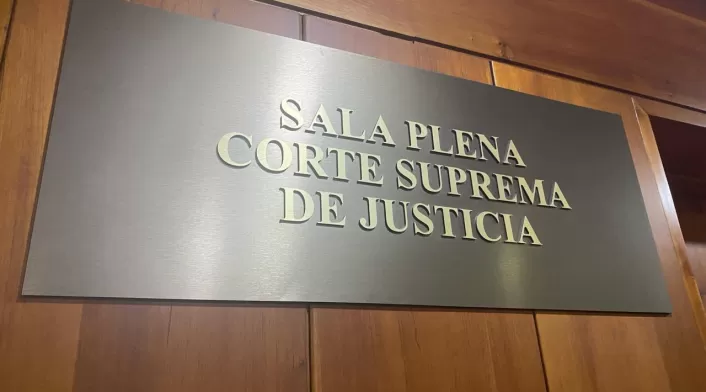 SALA PLENA
CORTE SUPREMA
DE JUSTICIA